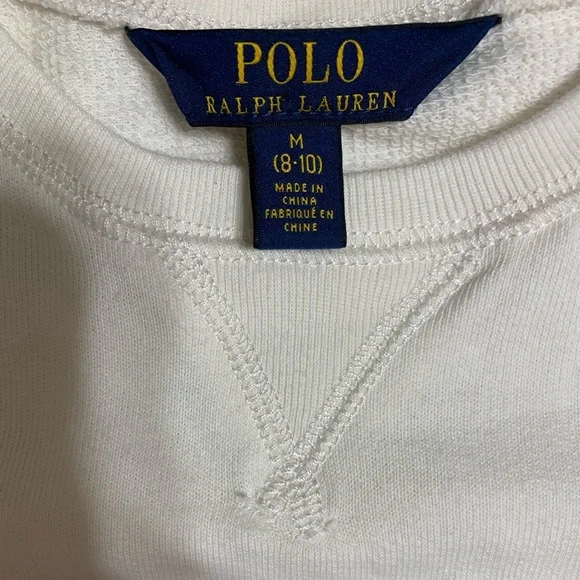 POLO
RALPH LAUREN
M
(8-10)
MADE IN
CHINA
FABRIQUÉ EN
CHINE